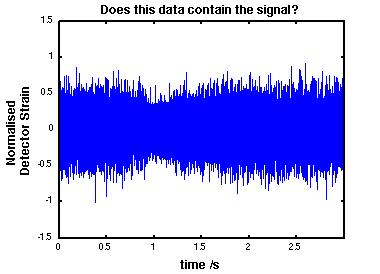 Does this data contain the signal?
1.5
1
0.5
0
-0.5
-1
-1.5
Normalised
Detector Strain
0 0.5 1 1.5 2 2.5
time /s